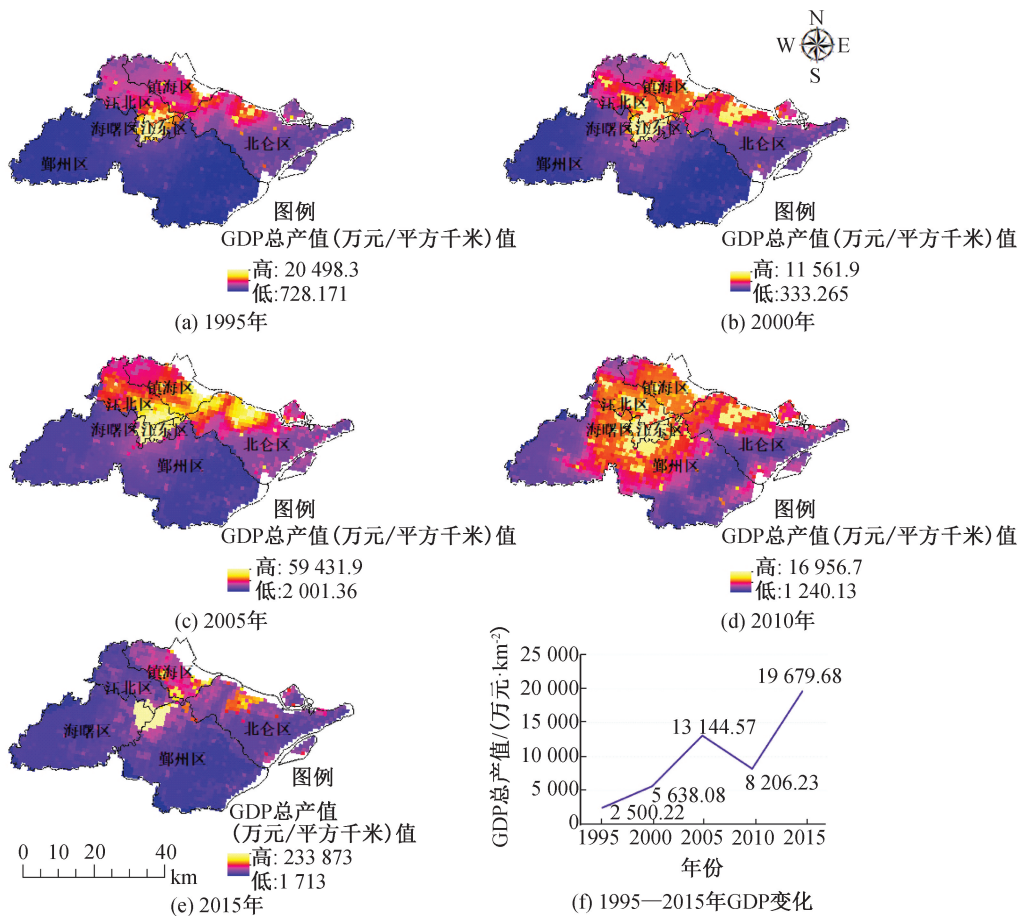 N
W E
S
镇海区
江北区
海曙区
江东区
鄞州区
北仑区
图例
GDP总产值(万元/平方千米)值
高: 20 498.3
低:728.171
(a) 1995年
镇海区
江北区
海曙区
江东区
鄞州区
北仑区
图例
GDP总产值(万元/平方千米)值
高: 11 561.9
低:333.265
(b) 2000年
镇海区
江北区
海曙区
江东区
北仑区
鄞州区
图例
GDP总产值(万元/平方千米)值
高: 59 431.9
低:2 001.36
(c) 2005年
镇海区
江北区
海曙区
江东区
北仑区
鄞州区
图例
GDP总产值(万元/平方千米)值
高: 16 956.7
低:1 240.13
(d) 2010年
镇海区
江北区
海曙区
北仑区
鄞州区
图例
GDP总产值
(万元/平方千米)值
高: 233 873
低:1 713
0 10 20 40
km
(e) 2015年
GDP总产值/(万元·km⁻²)
25 000
20 000
15 000
10 000
5 000
0
2 500.22
5 638.08
13 144.57
8 206.23
19 679.68
1995 2000 2005 2010 2015
年份
(f) 1995—2015年GDP变化